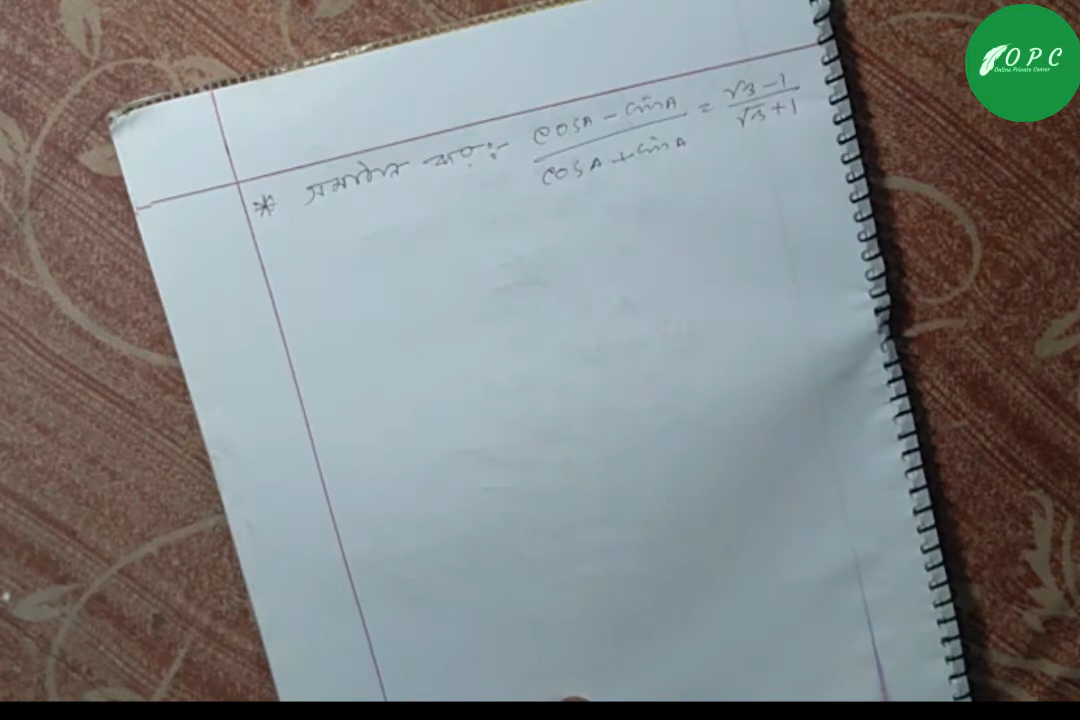 * সমাধান কর :- cosA - sinA / cosA + sinA = √3 - 1 / √3 + 1
OPC
Online Private Center